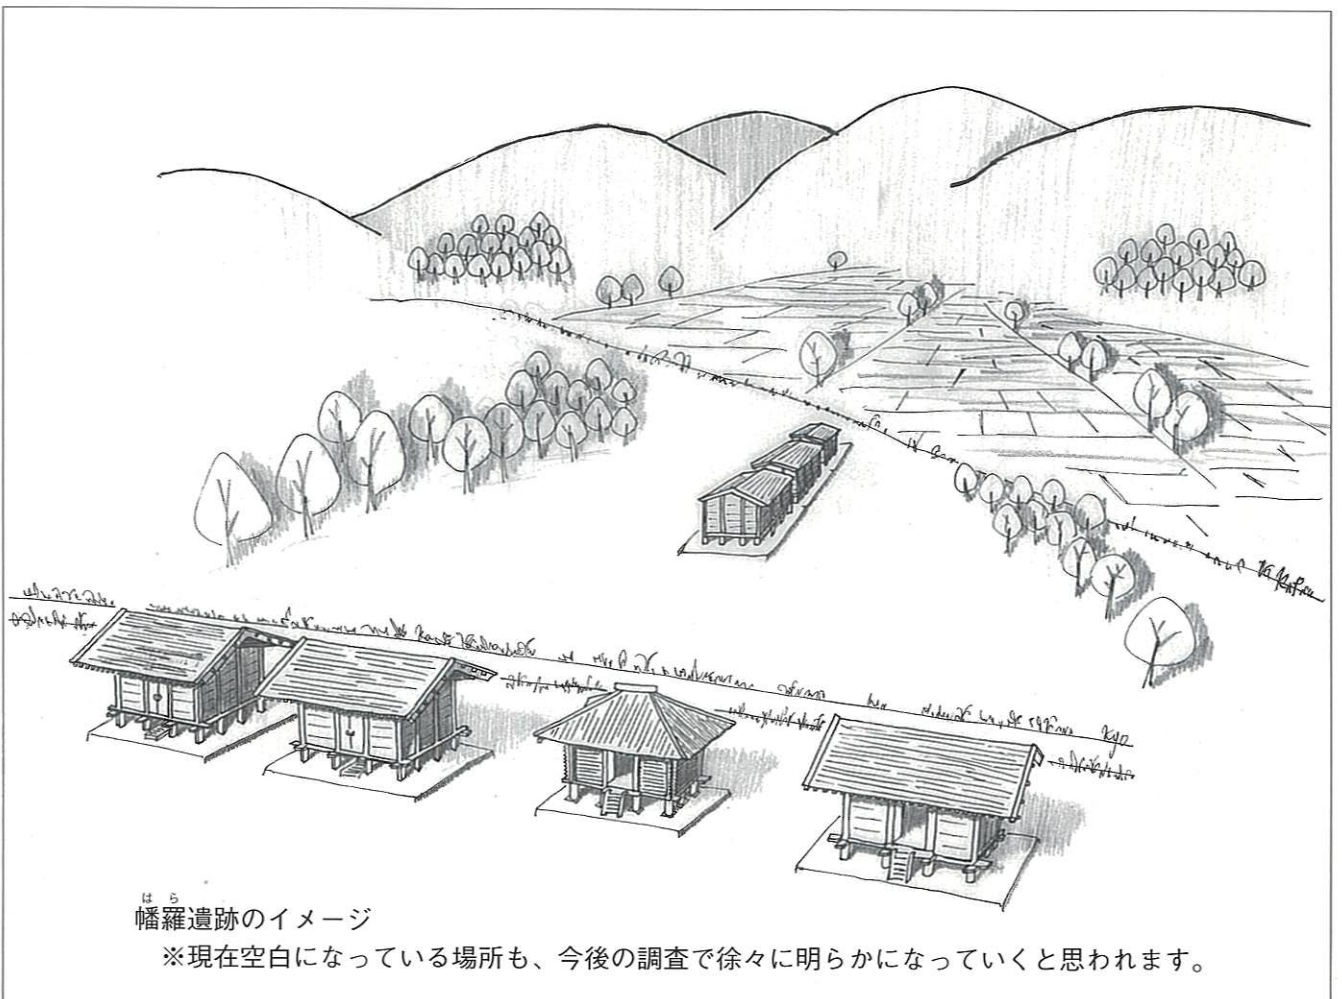 はら
幡羅遺跡のイメージ
※現在空白になっている場所も、今後の調査で徐々に明らかになっていくと思われます。